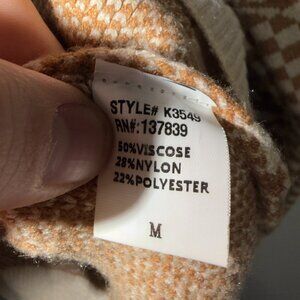 STYLE# K3549
RN#:137839
50%VISCOSE
28%NYLON
22%POLYESTER
M